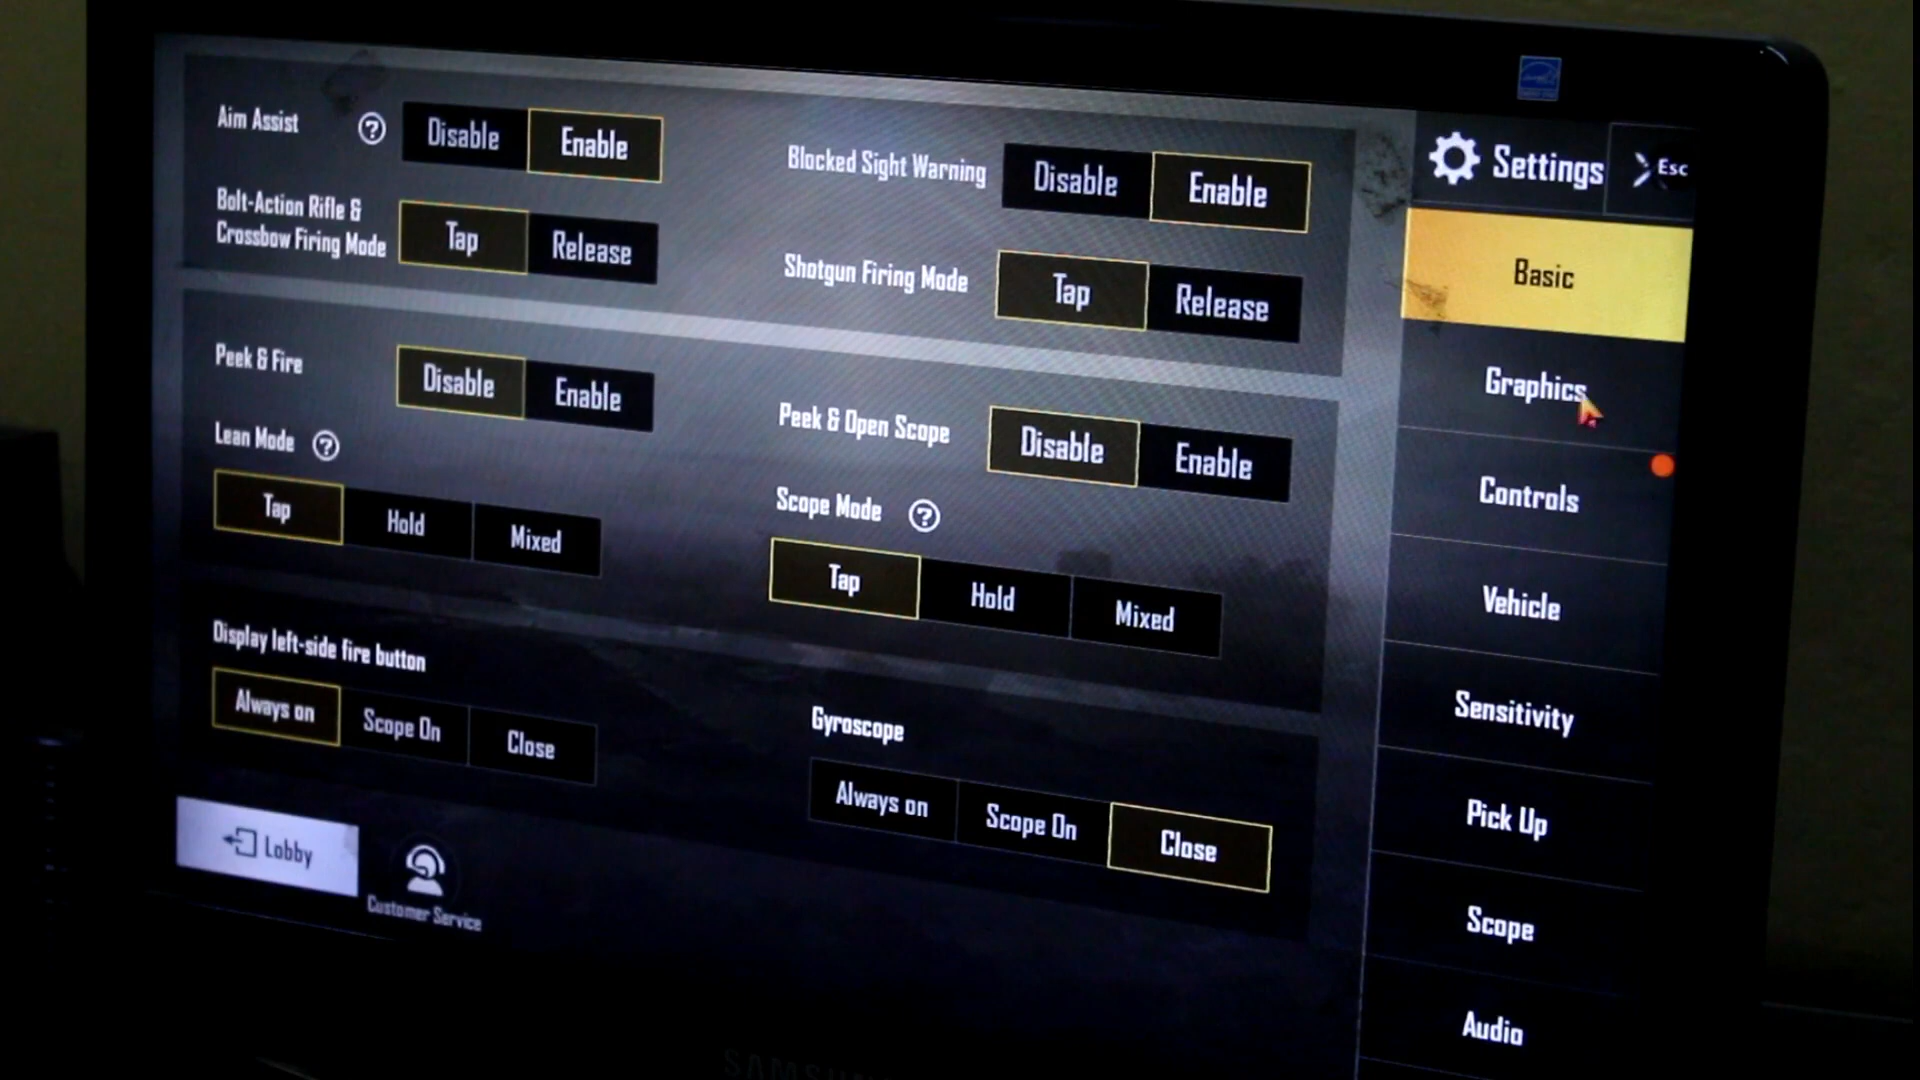 Aim Assist ? Disable Enable
Blocked Sight Warning Disable Enable
Bolt-Action Rifle &
Crossbow Firing Mode Tap Release
Shotgun Firing Mode Tap Release
Peek & Fire Disable Enable
Peek & Open Scope Disable Enable
Lean Mode ?
Tap Hold Mixed
Scope Mode ?
Tap Hold Mixed
Display left-side fire button
Always on Scope On Close
Gyroscope
Always on Scope On Close
Lobby
Customer Service
Settings
Esc
Basic
Graphics
Controls
Vehicle
Sensitivity
Pick Up
Scope
Audio
SAMSUNG